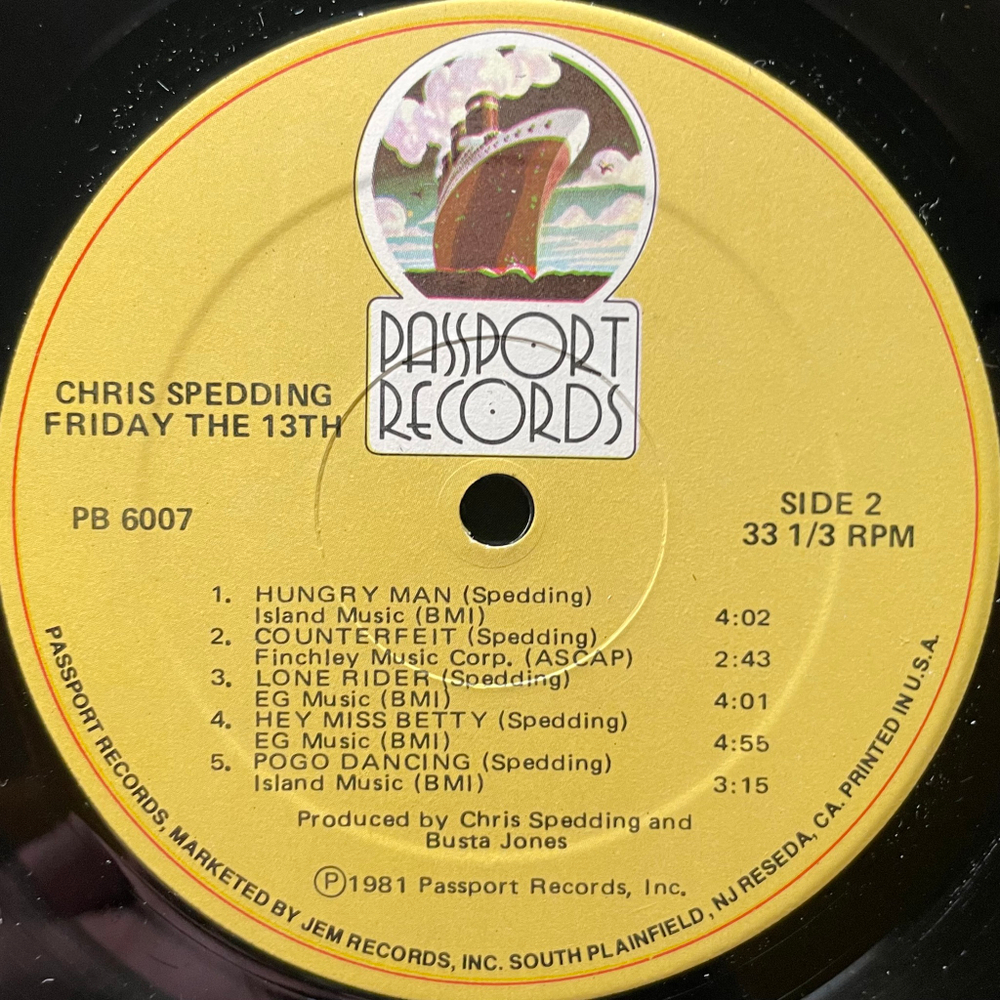 PASSPORT
RECORDS
CHRIS SPEDDING
FRIDAY THE 13TH
PB 6007
SIDE 2
33 1/3 RPM
1. HUNGRY MAN (Spedding)
Island Music (BMI) 4:02
2. COUNTERFEIT (Spedding)
Finchley Music Corp. (ASCAP) 2:43
3. LONE RIDER (Spedding)
EG Music (BMI) 4:01
4. HEY MISS BETTY (Spedding)
EG Music (BMI) 4:55
5. POGO DANCING (Spedding)
Island Music (BMI) 3:15
Produced by Chris Spedding and
Busta Jones
Ⓟ1981 Passport Records, Inc.
PASSPORT RECORDS, MARKETED BY JEM RECORDS, INC. SOUTH PLAINFIELD, NJ RESEDA, CA. PRINTED IN U.S.A.